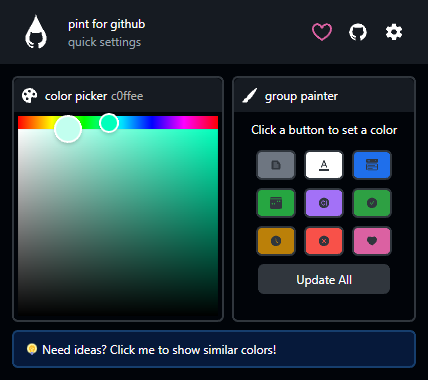 pint for github
quick settings
color picker c0ffee
group painter
Click a button to set a color
A
Update All
Need ideas? Click me to show similar colors!